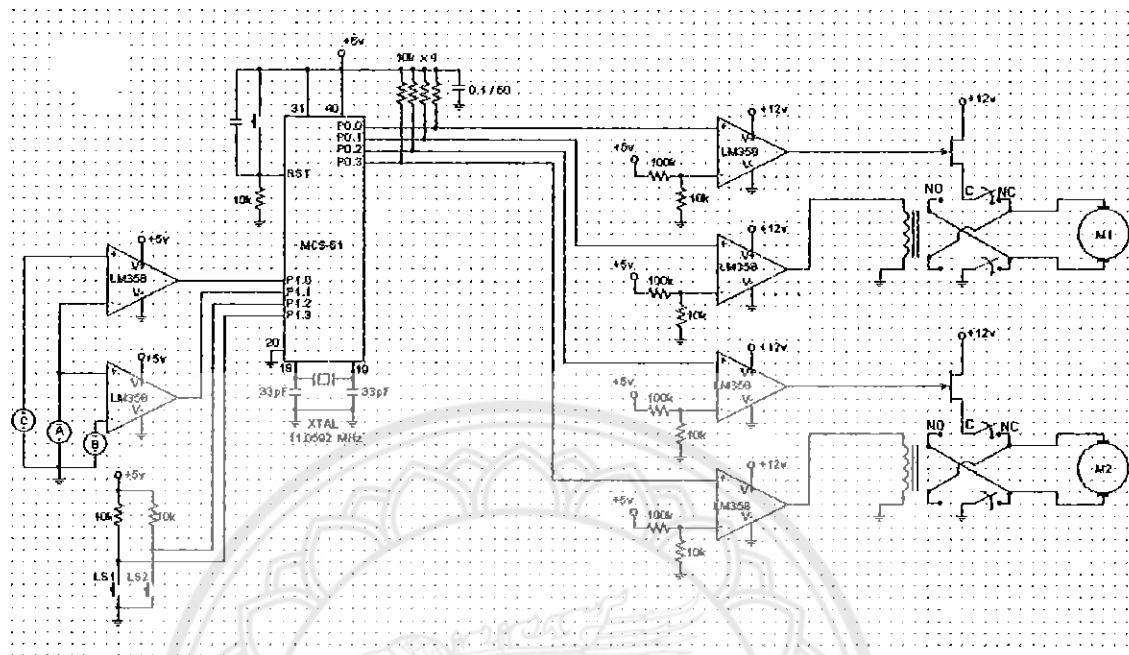 +5v
10k x 4
0.1 / 50
31
40
P0.0
P0.1
P0.2
P0.3
RST
10k
MCS-51
P1.0
P1.1
P1.2
P1.3
20
18
19
33pF
33pF
XTAL
11.0592 MHz
+5v
+
V+
LM358
V-
-
+5v
+
V+
LM358
V-
-
C
A
B
+5v
10k
10k
LS1
LS2
+12v
+
V+
LM358
V-
-
+5v
100k
10k
+12v
NO
C
NC
M1
+12v
+
V+
LM358
V-
-
+5v
100k
10k
+12v
+
V+
LM358
V-
-
+5v
100k
10k
+12v
NO
C
NC
M2
+12v
+
V+
LM358
V-
-
+5v
100k
10k